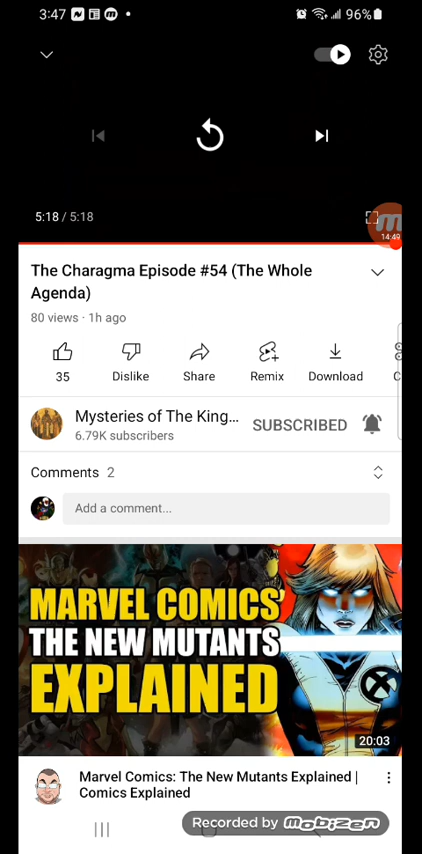 3:47
96%
5:18 / 5:18
14:49
The Charagma Episode #54 (The Whole
Agenda)
80 views · 1h ago
35
Dislike
Share
Remix
Download
C
Mysteries of The King...
6.79K subscribers
SUBSCRIBED
Comments 2
Add a comment...
MARVEL COMICS'
THE NEW MUTANTS
EXPLAINED
20:03
Marvel Comics: The New Mutants Explained |
Comics Explained
Recorded by mobizen